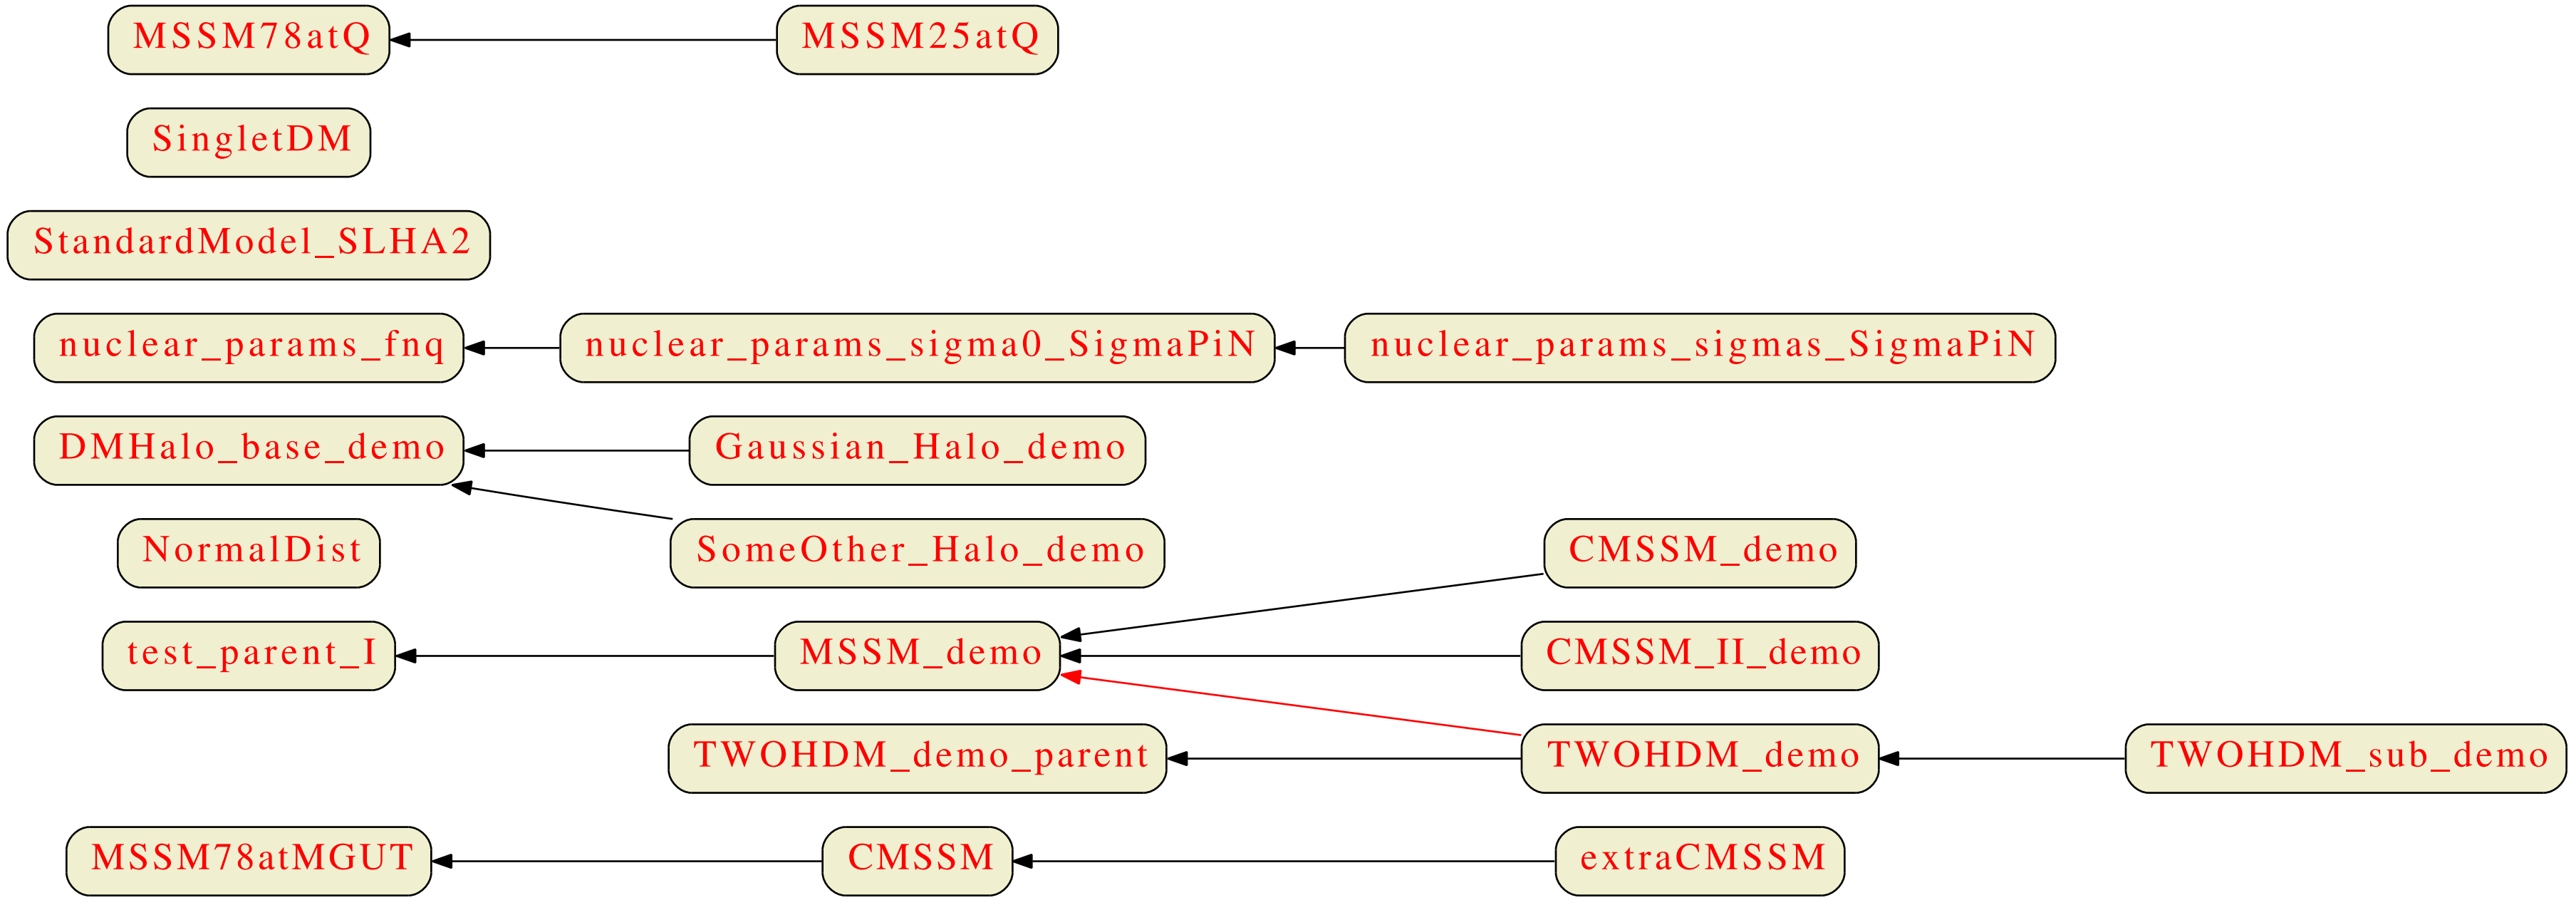 MSSM78atQ
MSSM25atQ
SingletDM
StandardModel_SLHA2
nuclear_params_fnq
nuclear_params_sigma0_SigmaPiN
nuclear_params_sigmas_SigmaPiN
DMHalo_base_demo
Gaussian_Halo_demo
NormalDist
SomeOther_Halo_demo
CMSSM_demo
test_parent_I
MSSM_demo
CMSSM_II_demo
TWOHDM_demo_parent
TWOHDM_demo
TWOHDM_sub_demo
MSSM78atMGUT
CMSSM
extraCMSSM